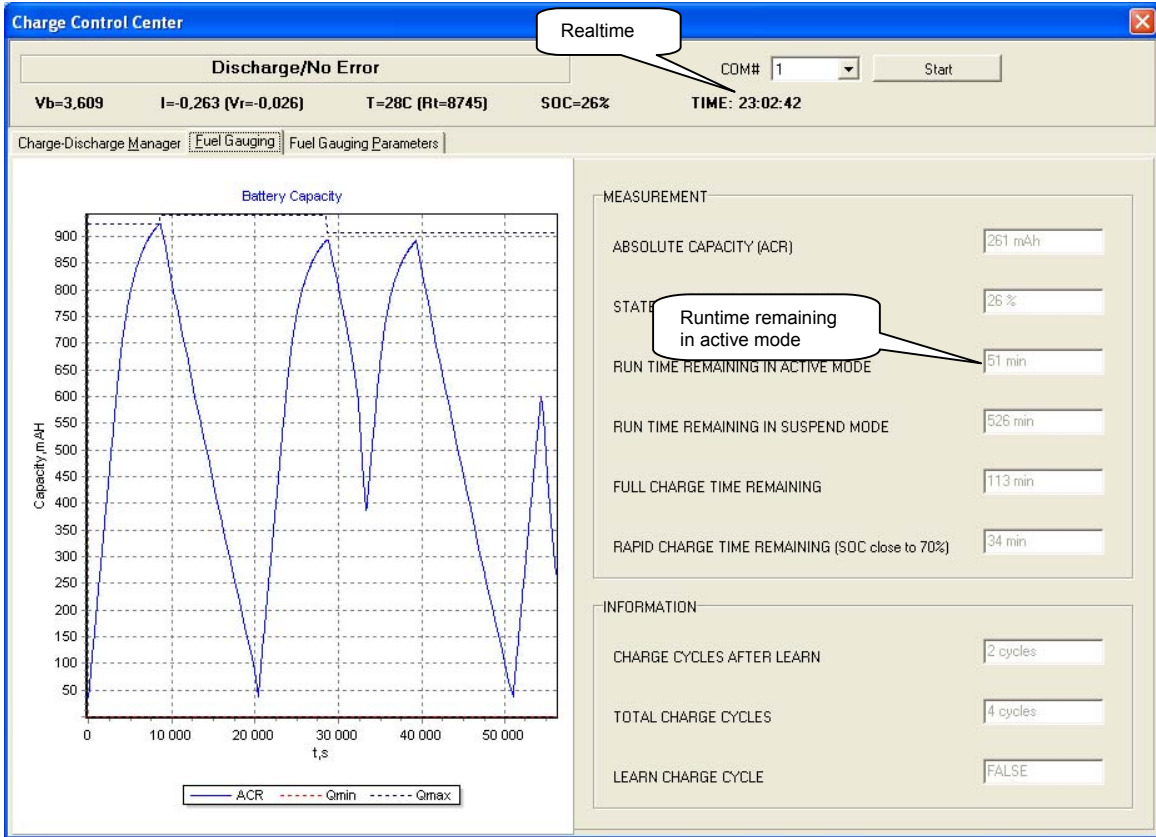 Charge Control Center
Realtime
Discharge/No Error
COM# 1
Start
Vb=3,609 I=-0,263 (Vr=-0,026) T=28C (Rt=8745) SOC=26% TIME: 23:02:42
Charge-Discharge Manager Fuel Gauging Fuel Gauging Parameters
Battery Capacity
900
850
800
750
700
650
600
550
500
450
400
350
300
250
200
150
100
50
Capacity,mAH
0 10 000 20 000 30 000 40 000 50 000
t,s
ACR Qmin Qmax
MEASUREMENT
ABSOLUTE CAPACITY (ACR) 261 mAh
STATE 26 %
Runtime remaining
in active mode
RUN TIME REMAINING IN ACTIVE MODE 51 min
RUN TIME REMAINING IN SUSPEND MODE 526 min
FULL CHARGE TIME REMAINING 113 min
RAPID CHARGE TIME REMAINING (SOC close to 70%) 34 min
INFORMATION
CHARGE CYCLES AFTER LEARN 2 cycles
TOTAL CHARGE CYCLES 4 cycles
LEARN CHARGE CYCLE FALSE